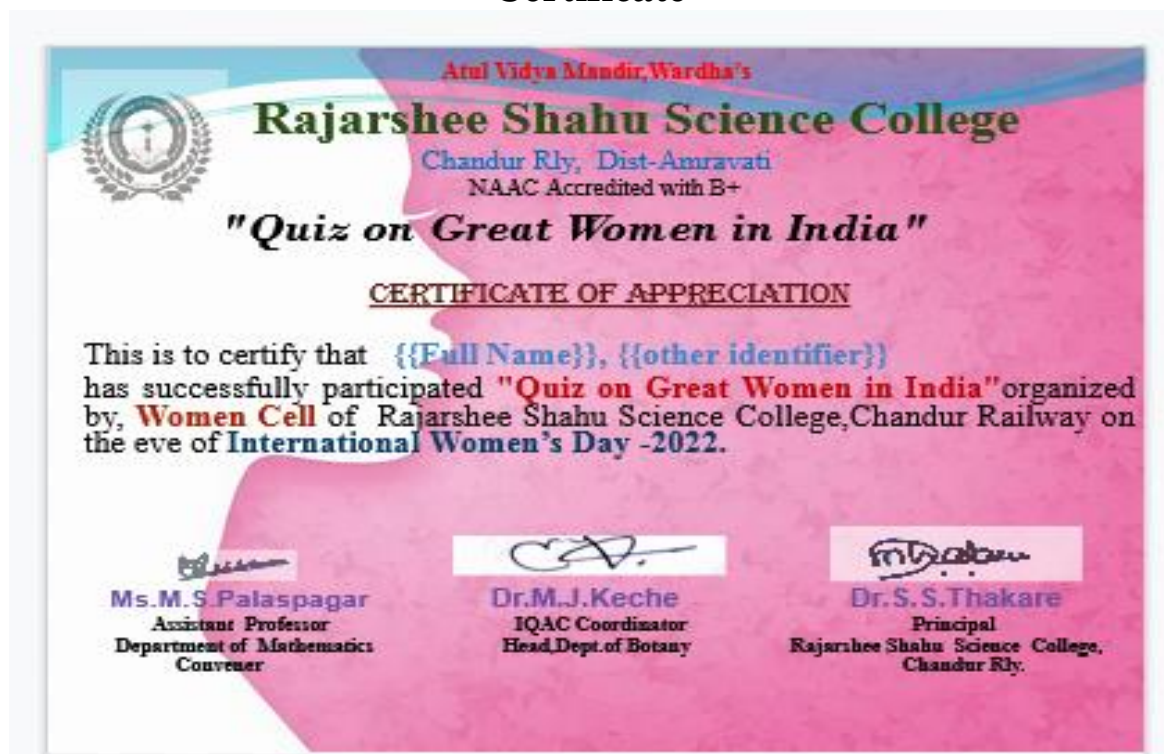 Certificate
Atul Vidya Mandir,Wardha's
Rajarshee Shahu Science College
Chandur Rly, Dist-Amravati
NAAC Accredited with B+
"Quiz on Great Women in India"
CERTIFICATE OF APPRECIATION
This is to certify that {{Full Name}}, {{other identifier}}
has successfully participated "Quiz on Great Women in India"organized
by, Women Cell of Rajarshee Shahu Science College,Chandur Railway on
the eve of International Women's Day -2022.
Ms.M.S.Palaspagar
Assistant Professor
Department of Mathematics
Convener
Dr.M.J.Keche
IQAC Coordinator
Head,Dept.of Botany
Dr.S.S.Thakare
Principal
Rajarshee Shahu Science College,
Chandur Rly.